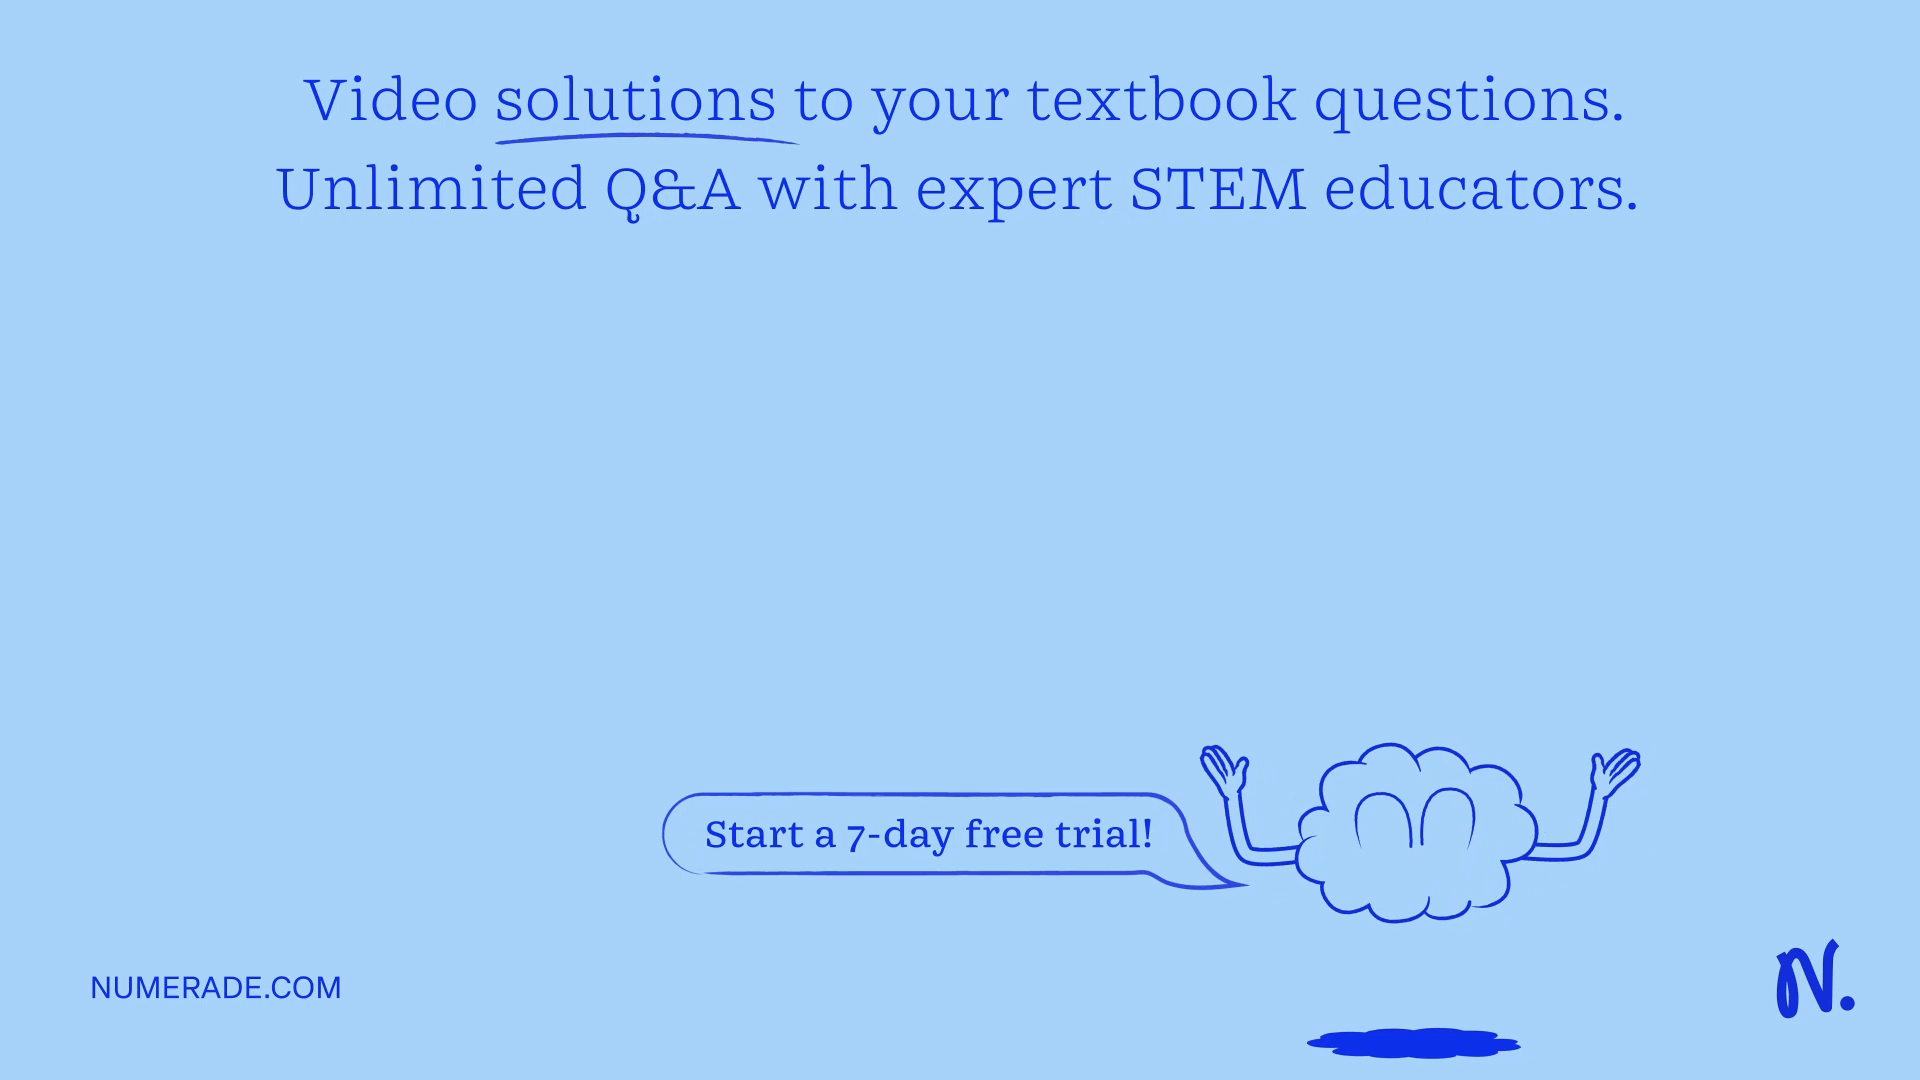 Video solutions to your textbook questions.
Unlimited Q&A with expert STEM educators.
Start a 7-day free trial!
NUMERADE.COM
N.